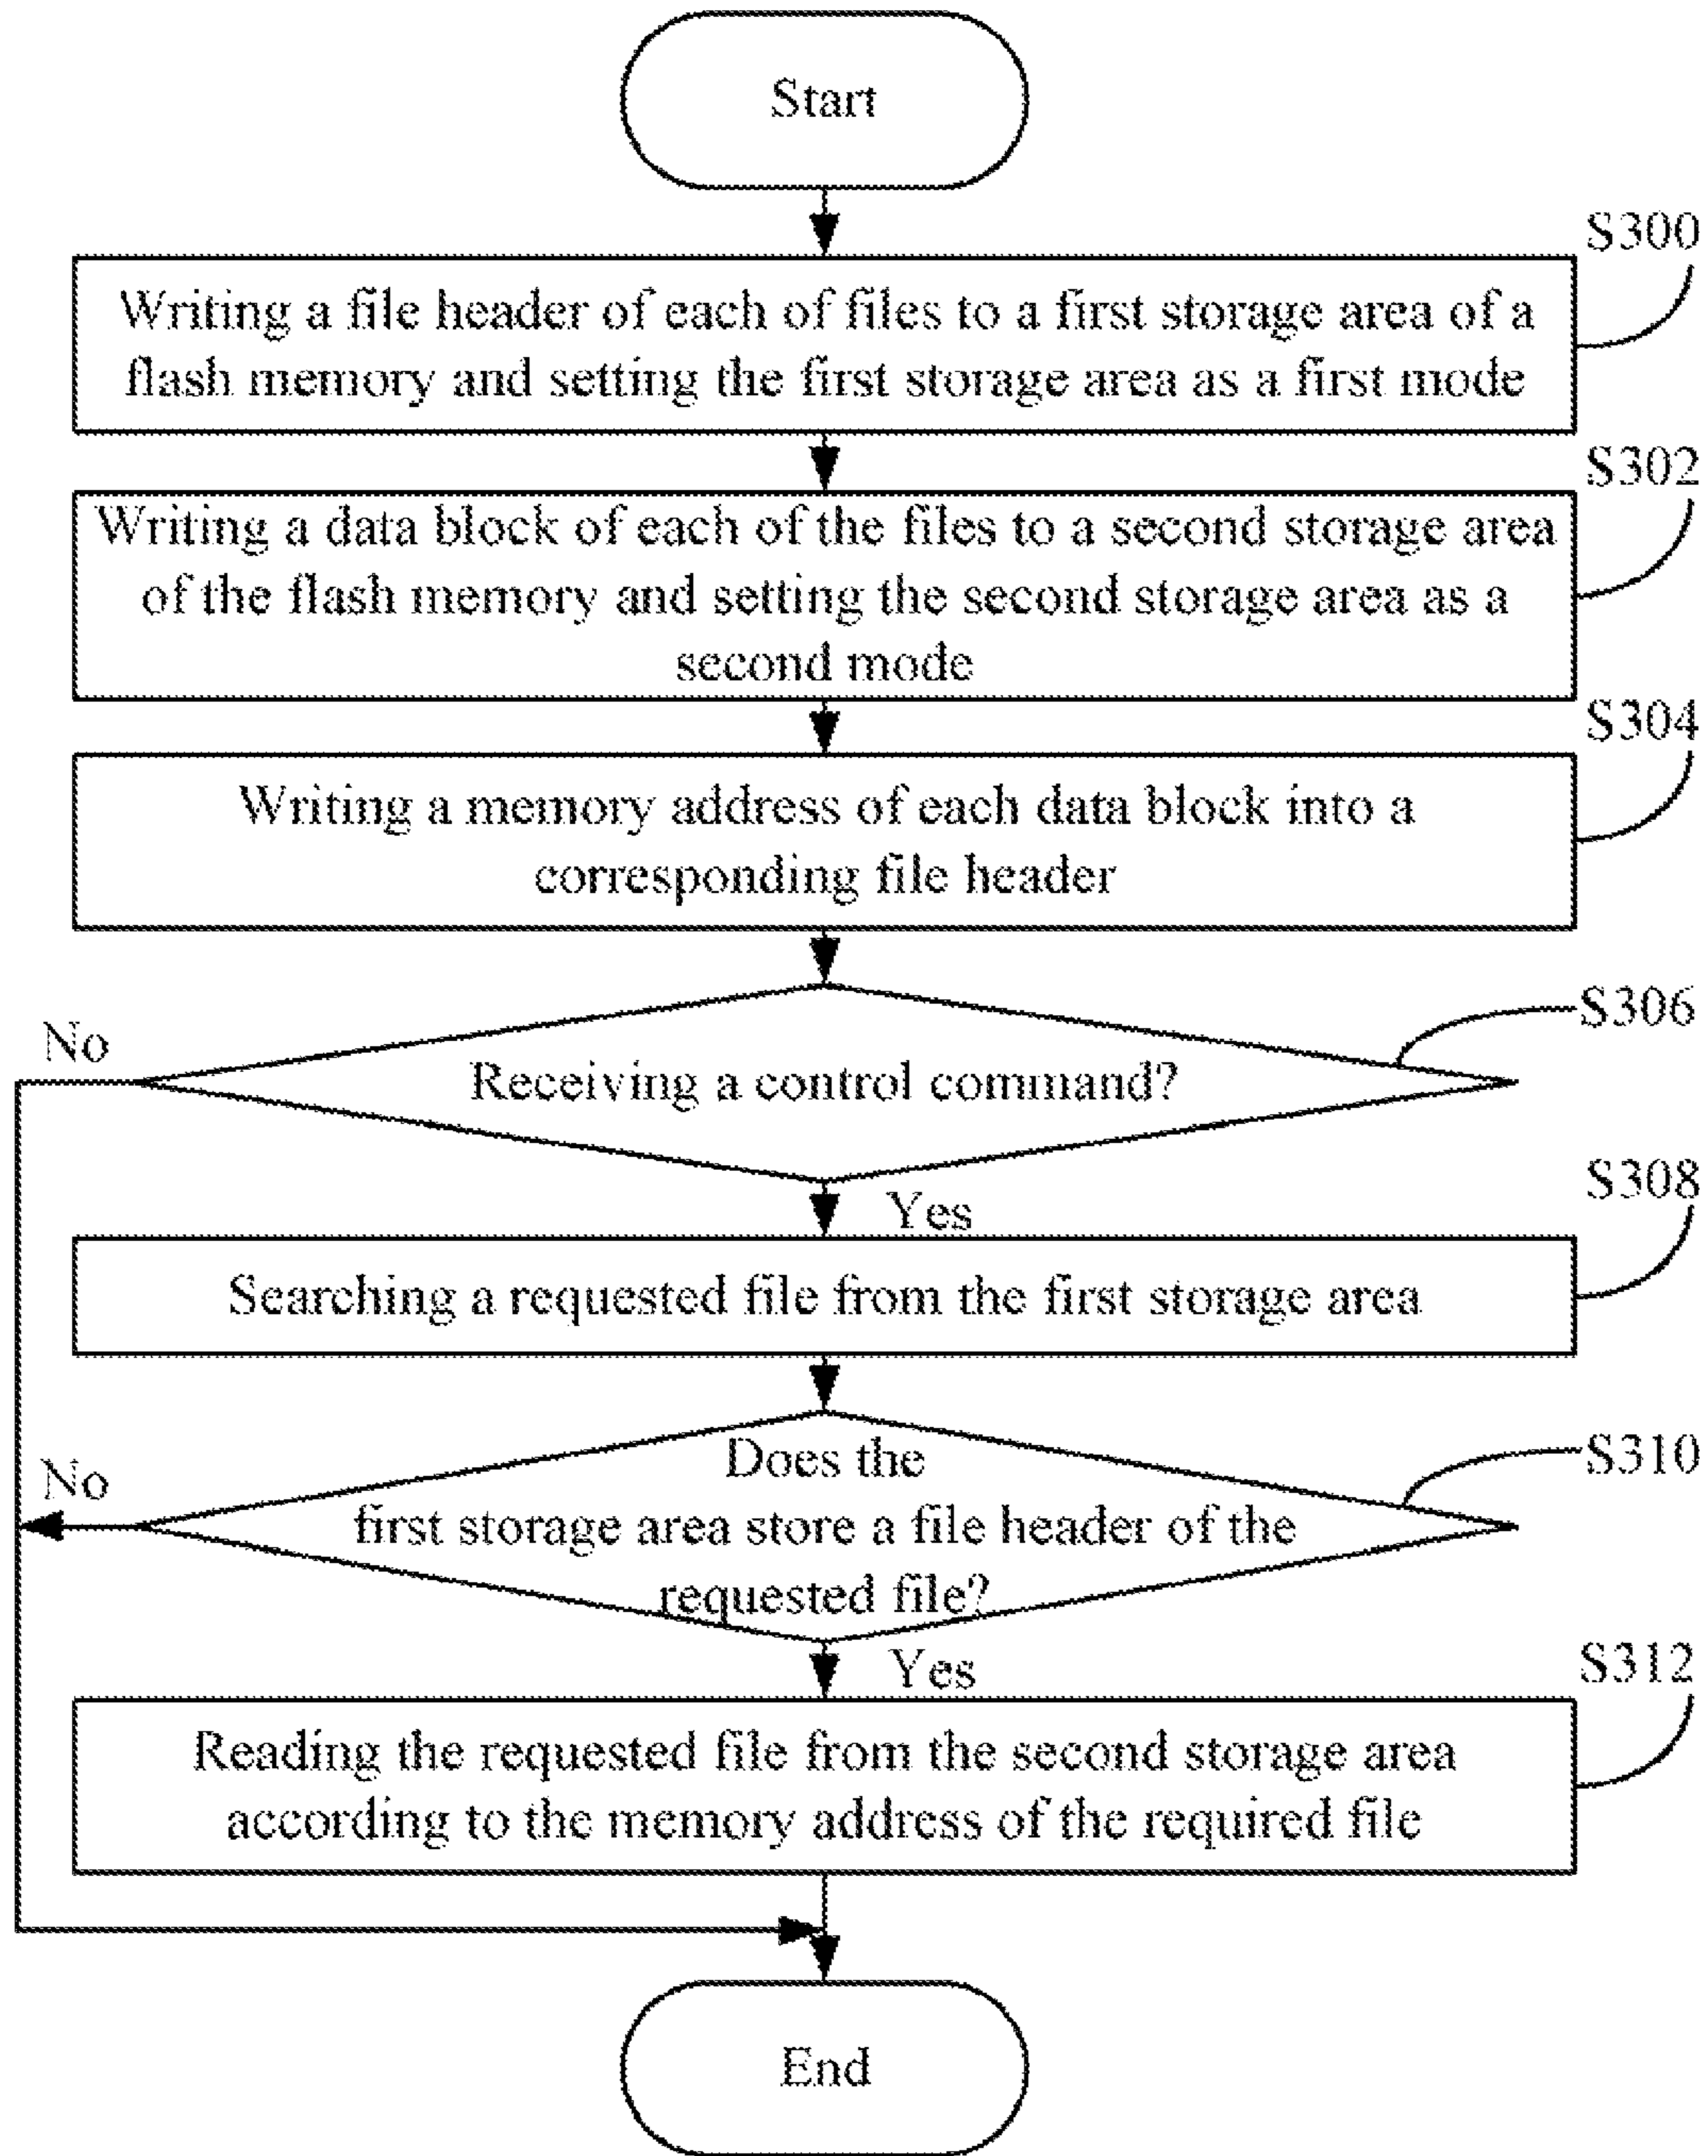 Start
S300
Writing a file header of each of files to a first storage area of a
flash memory and setting the first storage area as a first mode
S302
Writing a data block of each of the files to a second storage area
of the flash memory and setting the second storage area as a
second mode
S304
Writing a memory address of each data block into a
corresponding file header
S306
No
Receiving a control command?
Yes
S308
Searching a requested file from the first storage area
S310
No
Does the
first storage area store a file header of the
requested file?
Yes
S312
Reading the requested file from the second storage area
according to the memory address of the required file
End